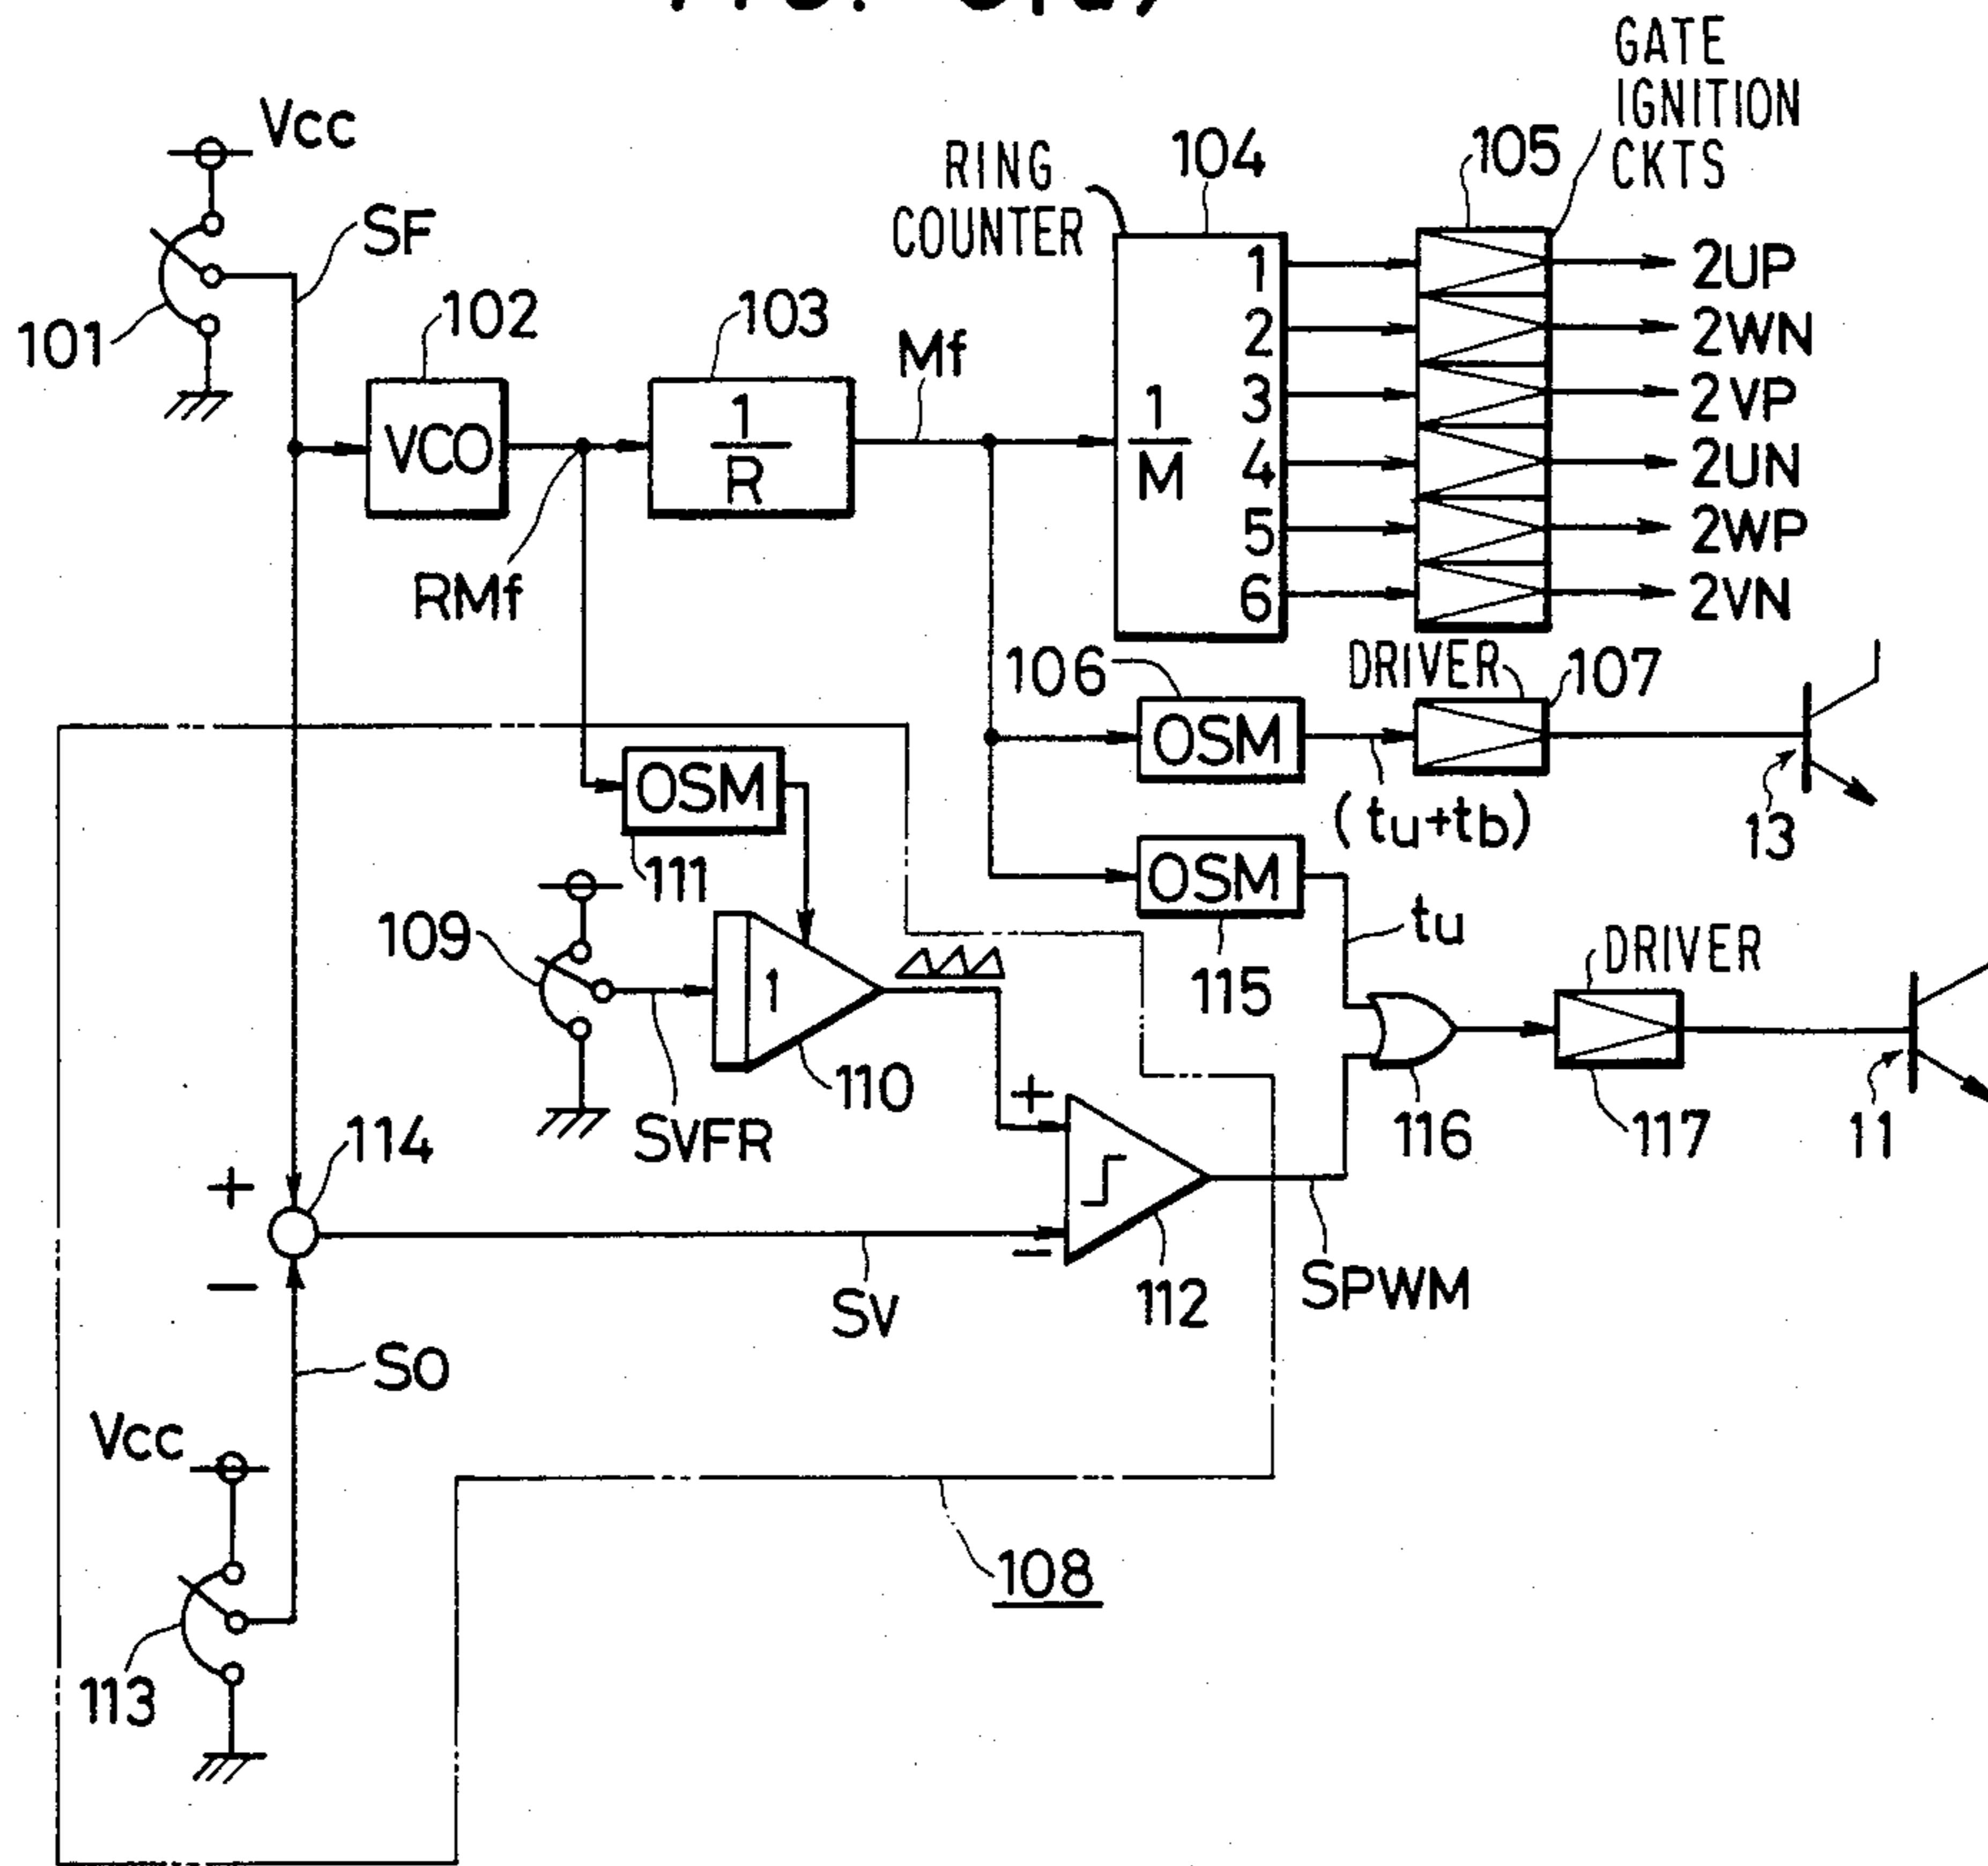 GATE
IGNITION
CKTS
Vcc
RING
COUNTER
104
105
SF
101
102
103
Mf
VCO
1
R
1
M
RMf
1
2
3
4
5
6
2UP
2WN
2VP
2UN
2WP
2VN
106
DRIVER
107
OSM
OSM
(tu+tb)
13
111
OSM
109
tu
DRIVER
1
115
110
SVFR
+
116
117
11
114
+
−
−
SV
112
SPWM
SO
Vcc
108
113